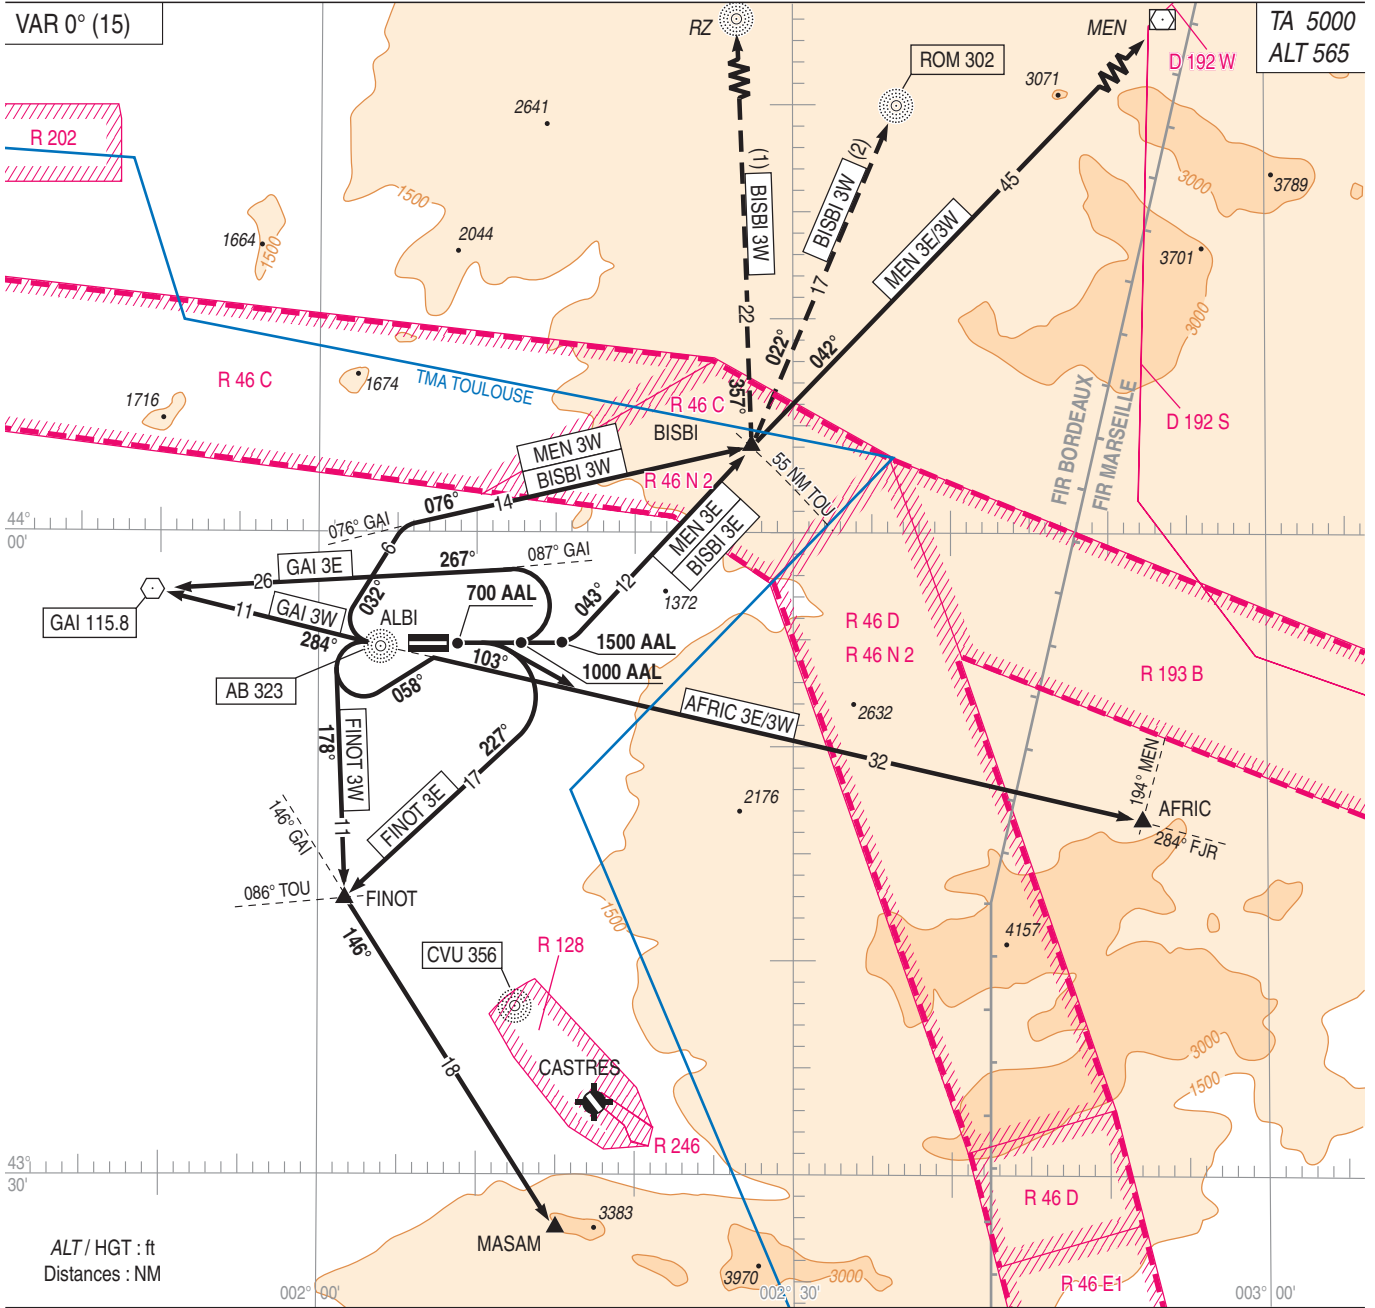 VAR 0° (15)
TA 5000
ALT 565
RZ
MEN
D 192 W
ROM 302
3071
2641
R 202
(1)
BISBI 3W
BISBI 3W
(2)
45
3000
3789
1500
1664
1500
2044
MEN 3E/3W
3701
3000
17
22
022°
042°
357°
R 46 C
TMA TOULOUSE
1674
1716
R 46 C
BISBI
D 192 S
FIR BORDEAUX
FIR MARSEILLE
MEN 3W
BISBI 3W
55 NM TOU
R 46 N 2
076°
14
44°
00'
076° GAI
6
MEN 3E
BISBI 3E
GAI 3E
267°
087° GAI
26
032°
700 AAL
043°
12
1372
11
GAI 3W
284°
ALBI
GAI 115.8
1500 AAL
103°
1000 AAL
AB 323
058°
R 46 D
R 46 N 2
R 193 B
AFRIC 3E/3W
2632
178°
FINOT 3W
227°
17
32
194° MEN
FINOT 3E
2176
AFRIC
284° FJR
146° GAI
11
086° TOU
FINOT
1500
146°
4157
CVU 356
R 128
3000
18
CASTRES
1500
R 246
43°
30'
R 46 D
3383
MASAM
ALT / HGT : ft
Distances : NM
3970
3000
R 46 E1
002° 00'
002° 30'
003° 00'